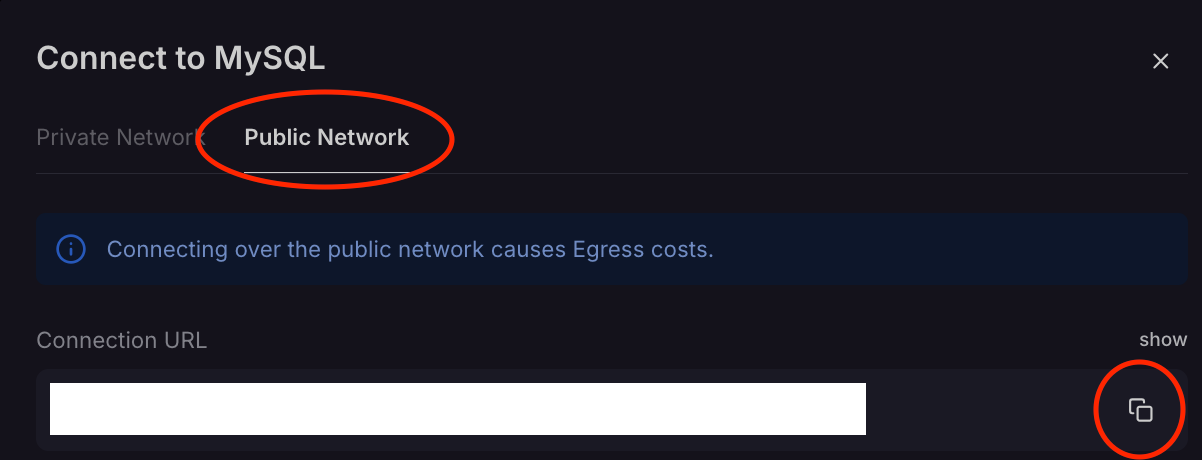 Connect to MySQL
Private Network Public Network
Connecting over the public network causes Egress costs.
Connection URL show